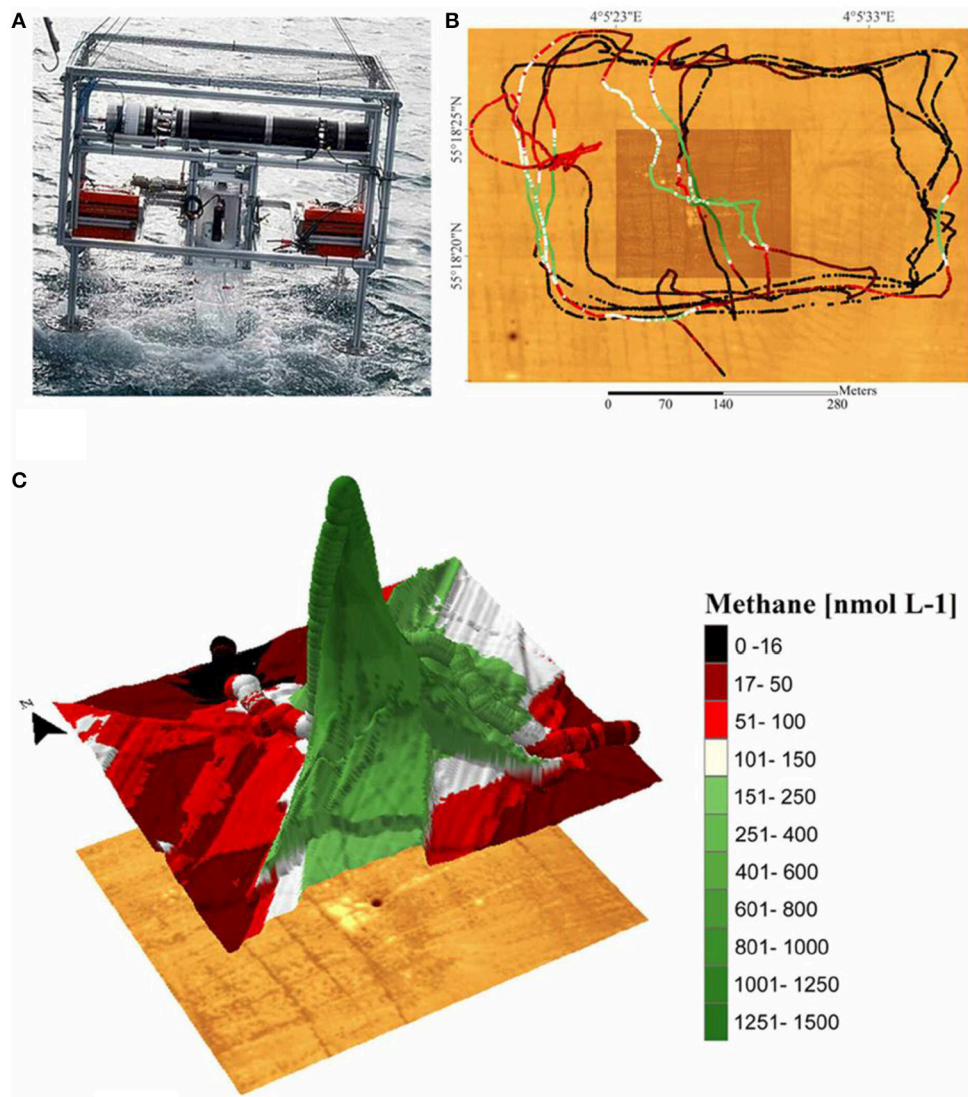 A
B
4°5'23"E 4°5'33"E
55°18'25"N
55°18'20"N
Meters
0 70 140 280
C
N
Methane [nmol L-1]
0 -16
17- 50
51- 100
101- 150
151- 250
251- 400
401- 600
601- 800
801- 1000
1001- 1250
1251- 1500